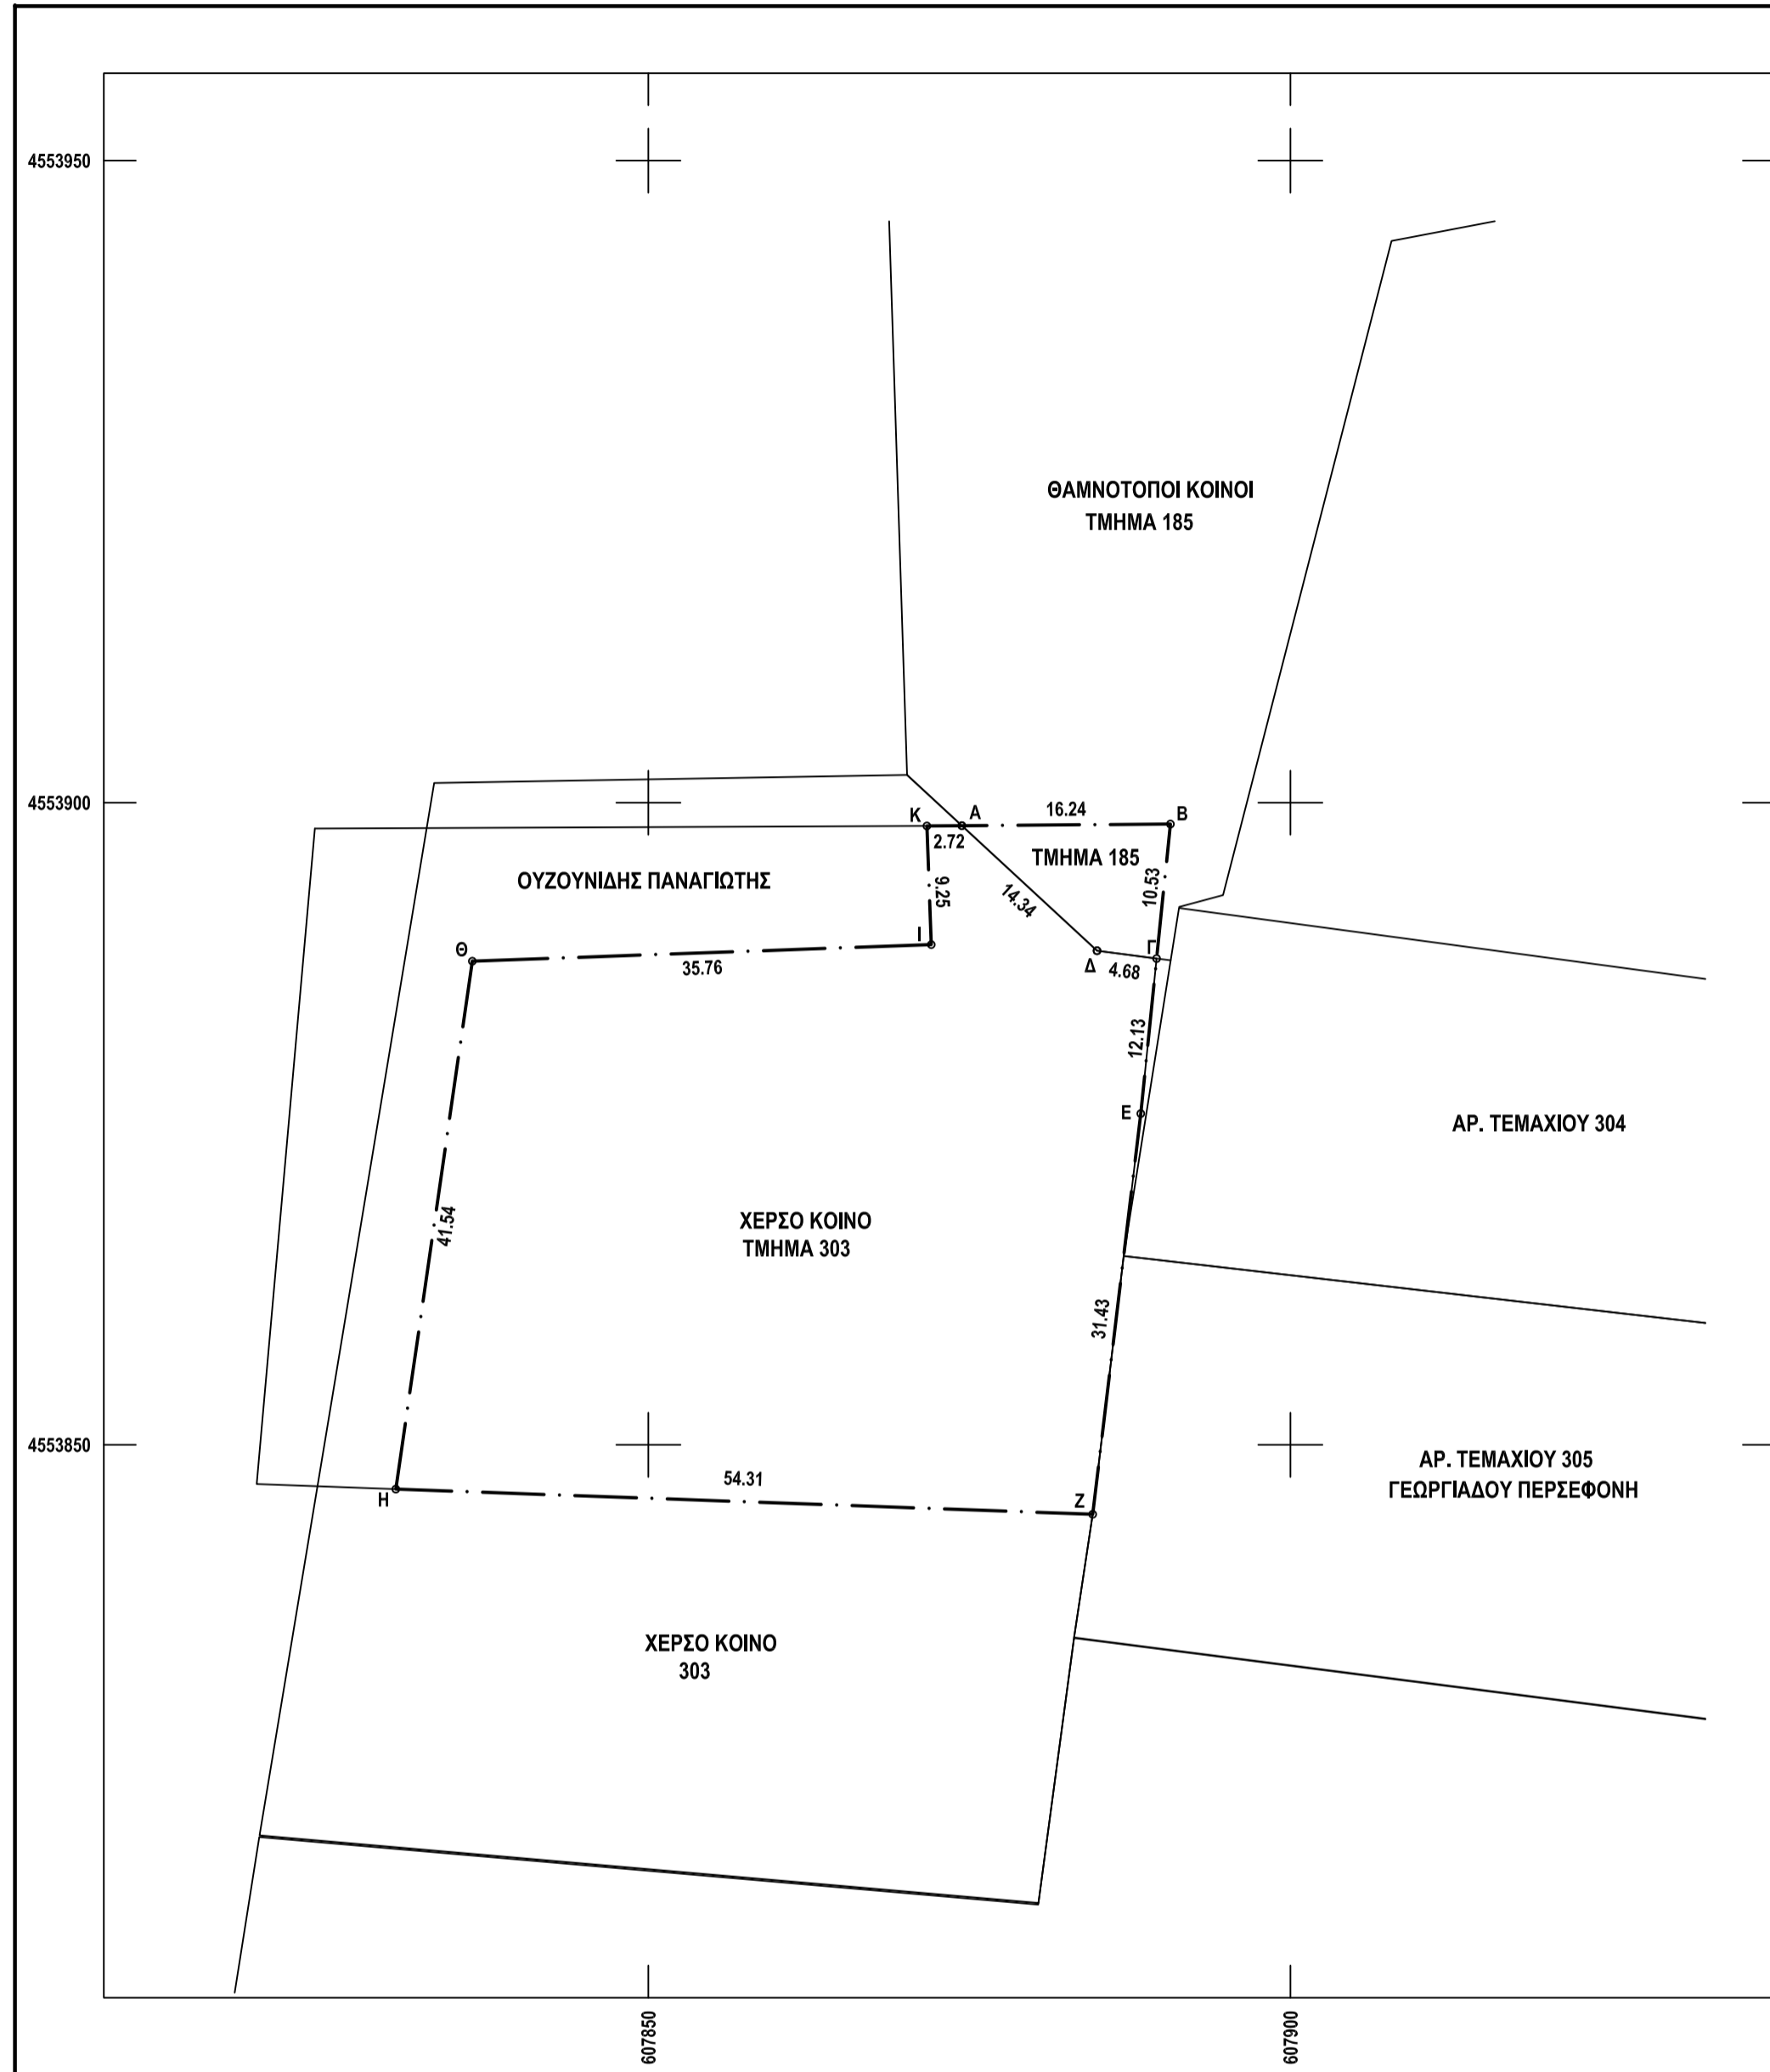 4553950
ΘΑΜΝΟΤΟΠΟΙ ΚΟΙΝΟΙ
ΤΜΗΜΑ 185
4553900
Κ
Α
16.24
Β
2.72
ΤΜΗΜΑ 185
ΟΥΖΟΥΝΙΔΗΣ ΠΑΝΑΓΙΩΤΗΣ
9.25
14.34
10.53
Θ
Ι
Γ
35.76
Δ
4.68
12.13
Ε
ΑΡ. ΤΕΜΑΧΙΟΥ 304
41.54
ΧΕΡΣΟ ΚΟΙΝΟ
ΤΜΗΜΑ 303
31.43
4553850
ΑΡ. ΤΕΜΑΧΙΟΥ 305
ΓΕΩΡΓΙΑΔΟΥ ΠΕΡΣΕΦΟΝΗ
54.31
Η
Ζ
ΧΕΡΣΟ ΚΟΙΝΟ
303
607850
607900